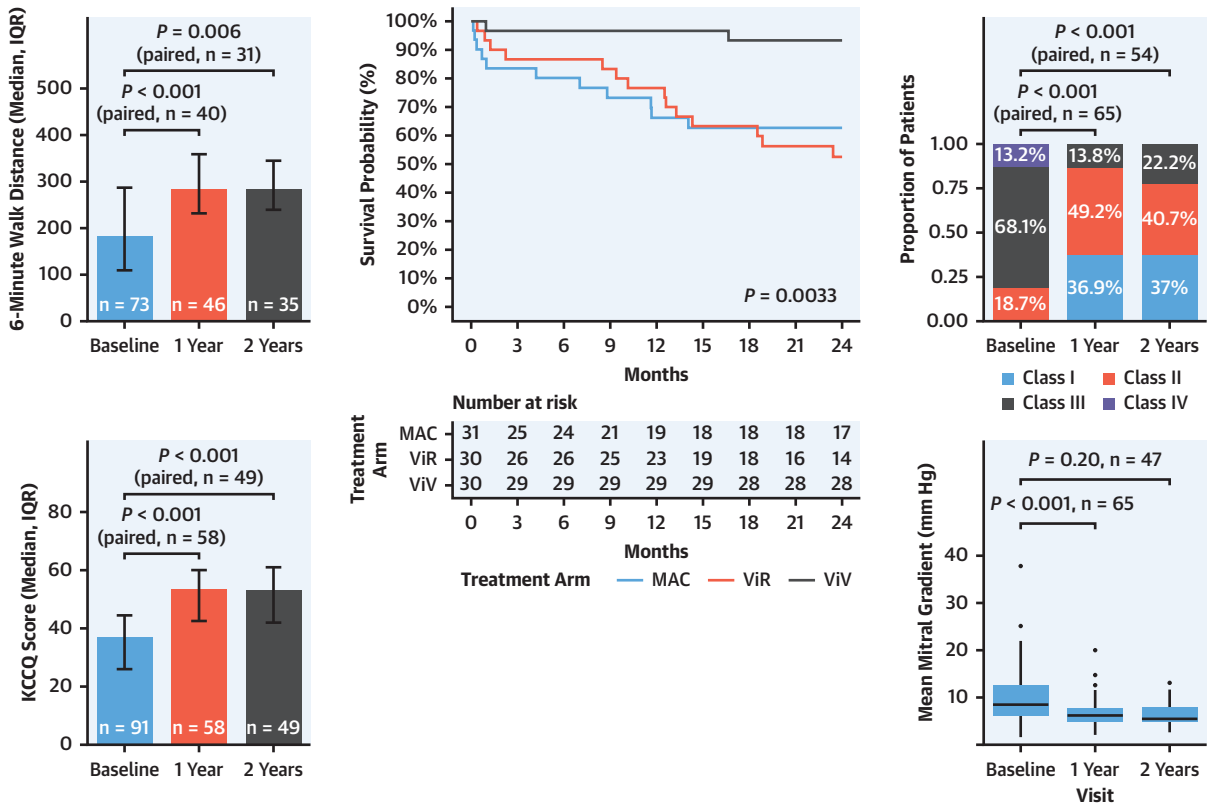 6-Minute Walk Distance (Median, IQR)
P = 0.006
(paired, n = 31)
P < 0.001
(paired, n = 40)
500
400
300
200
100
0
n = 73
n = 46
n = 35
Baseline
1 Year
2 Years
KCCQ Score (Median, IQR)
P < 0.001
(paired, n = 49)
P < 0.001
(paired, n = 58)
80
60
40
20
0
n = 91
n = 58
n = 49
Baseline
1 Year
2 Years
Survival Probability (%)
100%
90%
80%
70%
60%
50%
40%
30%
20%
10%
0%
P = 0.0033
0 3 6 9 12 15 18 21 24
Months
Number at risk
Treatment Arm
MAC 31 25 24 21 19 18 18 18 17
ViR 30 26 26 25 23 19 18 16 14
ViV 30 29 29 29 29 29 28 28 28
0 3 6 9 12 15 18 21 24
Months
Treatment Arm MAC ViR ViV
Proportion of Patients
P < 0.001
(paired, n = 54)
P < 0.001
(paired, n = 65)
1.00
0.75
0.50
0.25
0.00
13.2%
68.1%
18.7%
13.8%
49.2%
36.9%
22.2%
40.7%
37%
Baseline
1 Year
2 Years
Class I
Class II
Class III
Class IV
Mean Mitral Gradient (mm Hg)
P = 0.20, n = 47
P < 0.001, n = 65
40
30
20
10
Baseline
1 Year
2 Years
Visit